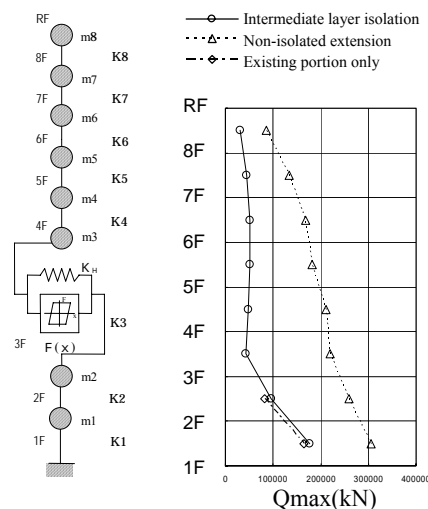 Intermediate layer isolation
Non-isolated extension
Existing portion only
RF
m8
8F
K8
m7
7F
K7
m6
6F
K6
m5
5F
K5
m4
4F
K4
m3
K H
F
x
K3
3F
F(x)
m2
2F
K2
m1
1F
K1
RF
8F
7F
6F
5F
4F
3F
2F
1F
0 100000 200000 300000 400000
Qmax(kN)